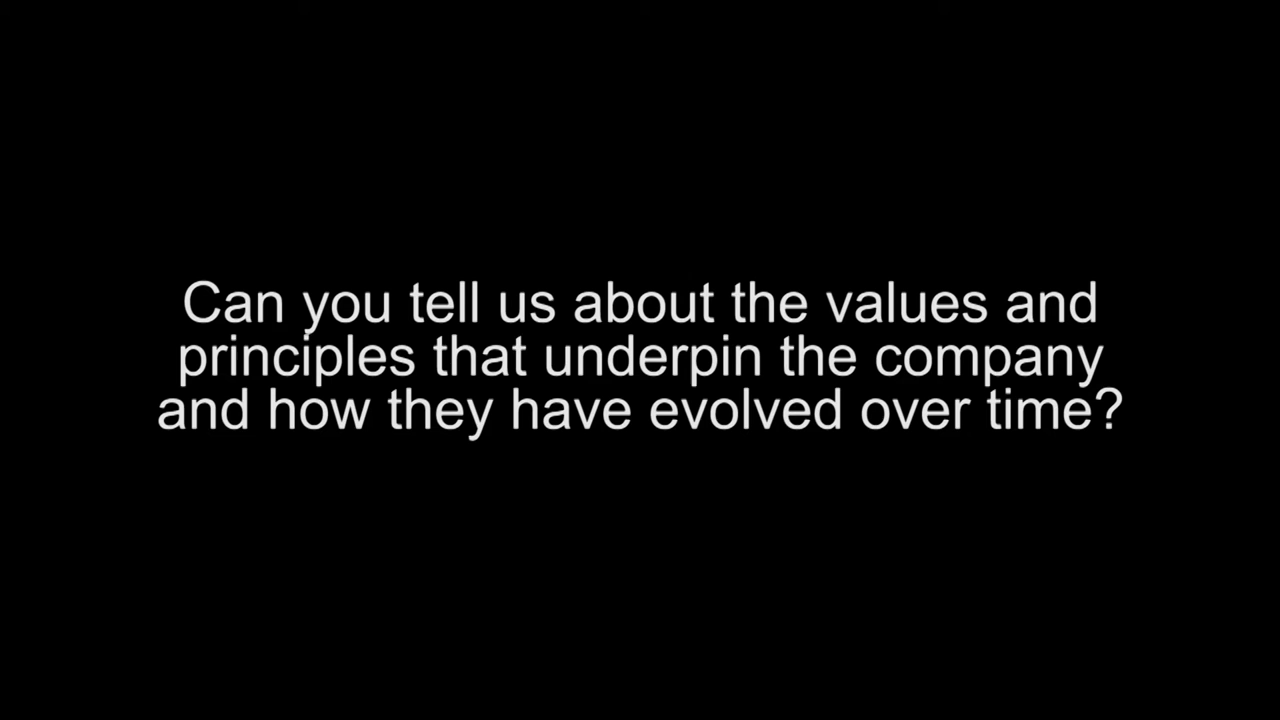 Can you tell us about the values and
principles that underpin the company
and how they have evolved over time?